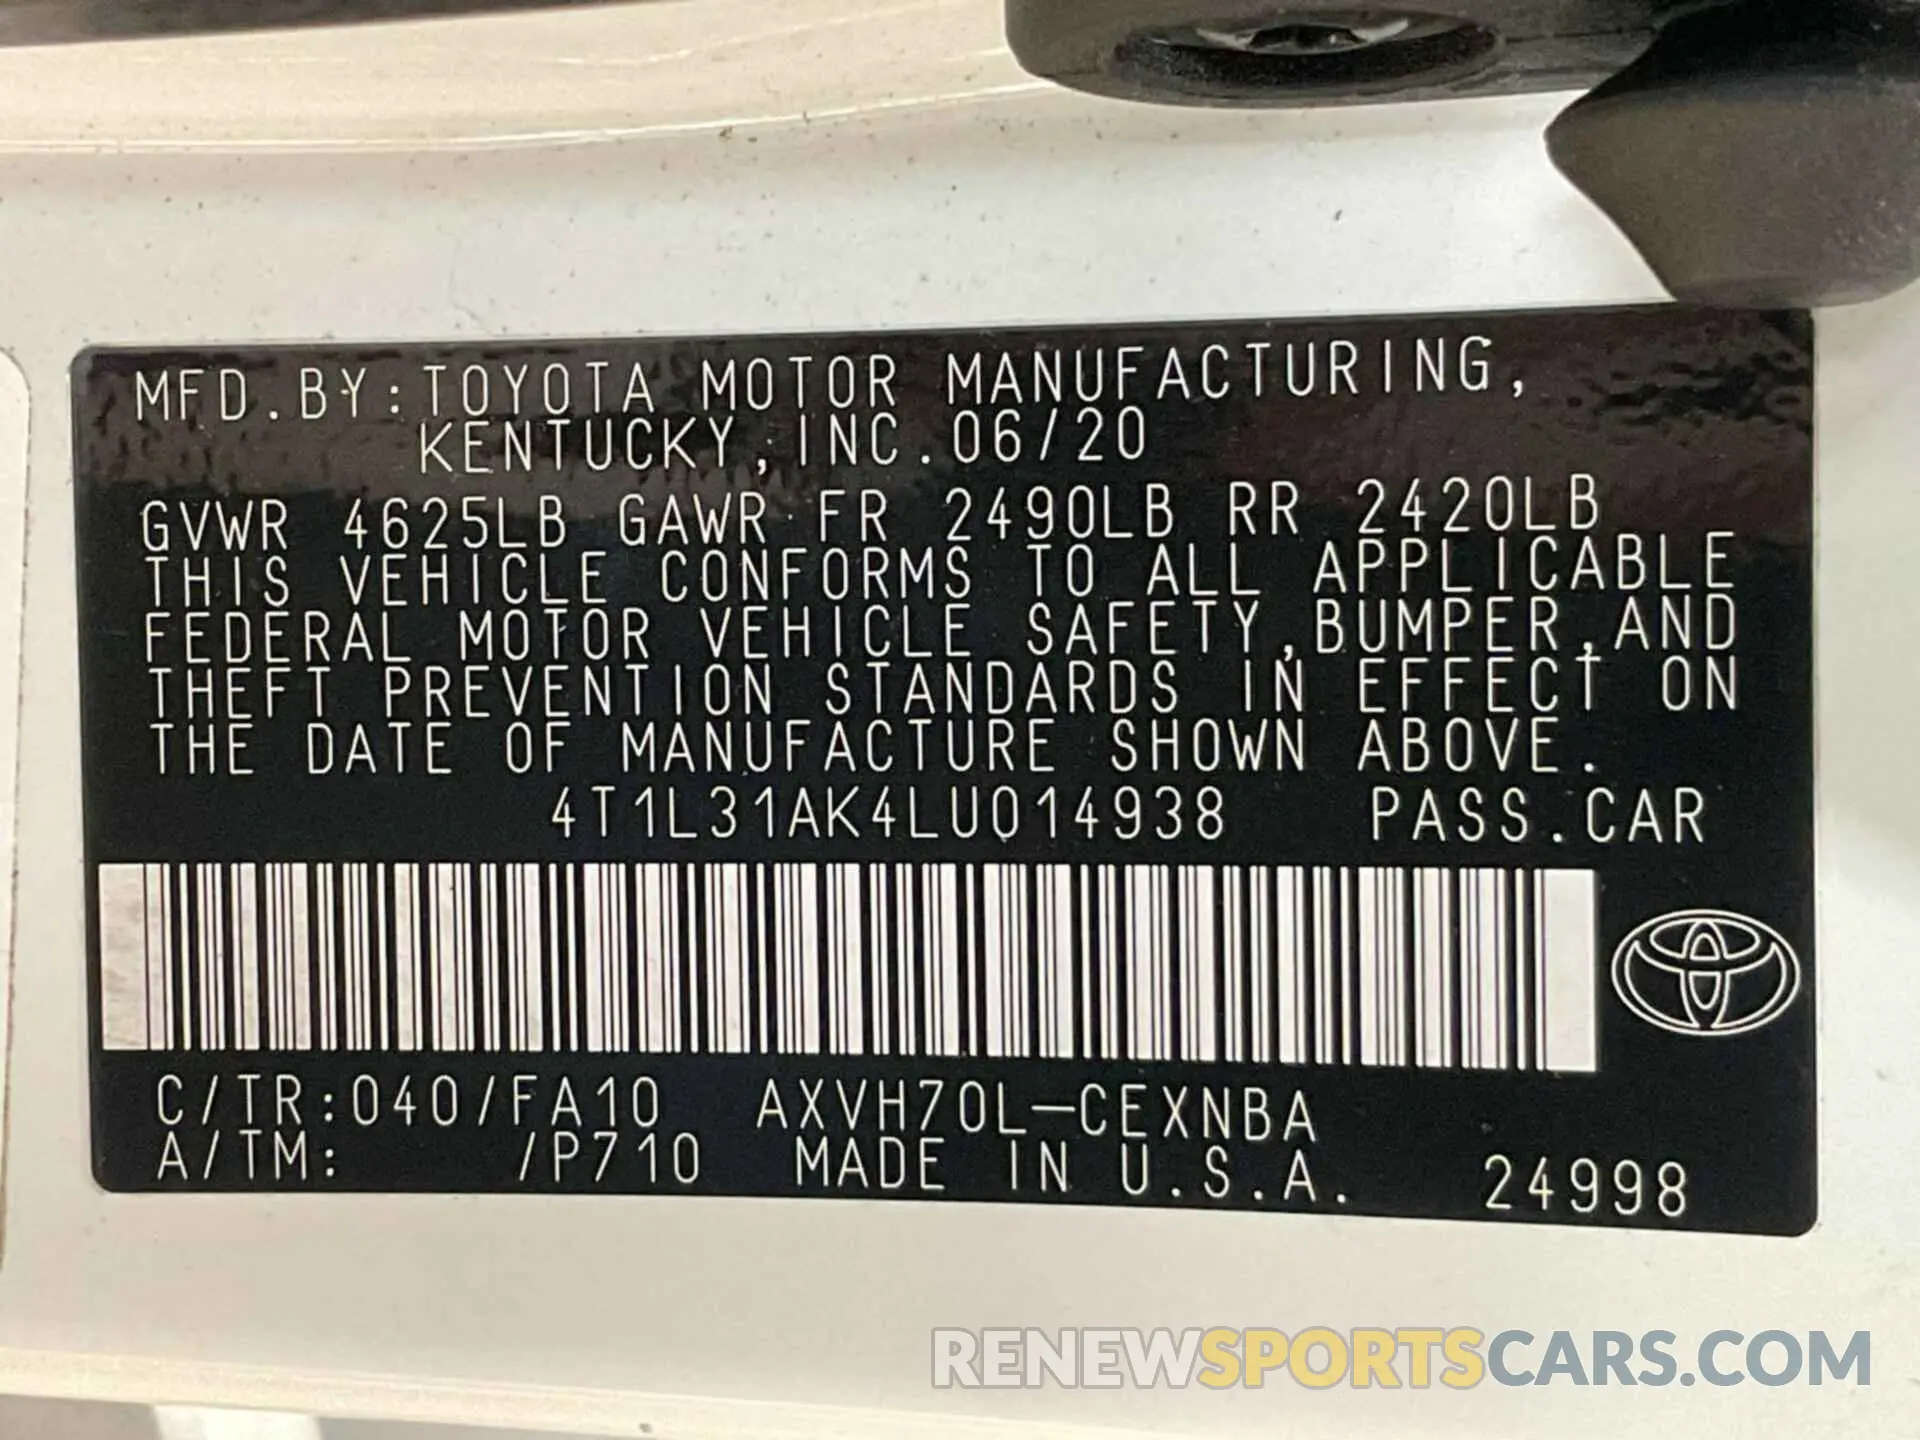 MFD.BY:TOYOTA MOTOR MANUFACTURING,
KENTUCKY,INC.06/20
GVWR 4625LB GAWR FR 2490LB RR 2420LB
THIS VEHICLE CONFORMS TO ALL APPLICABLE
FEDERAL MOTOR VEHICLE SAFETY,BUMPER,AND
THEFT PREVENTION STANDARDS IN EFFECT ON
THE DATE OF MANUFACTURE SHOWN ABOVE.
4T1L31AK4LU014938 PASS.CAR
C/TR:040/FA10 AXVH70L-CEXNBA
A/TM: /P710 MADE IN U.S.A. 24998
RENEWSPORTSCARS.COM